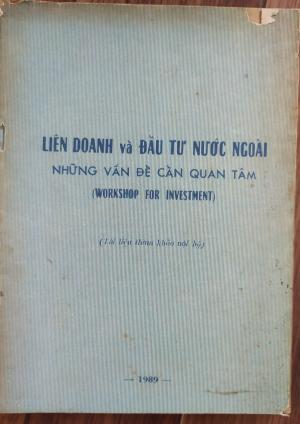 LIÊN DOANH và ĐẦU TƯ NƯỚC NGOÀI
NHỮNG VẤN ĐỀ CẦN QUAN TÂM
(WORKSHOP FOR INVESTMENT)
(Tài liệu tham khảo nội bộ)
— 1989 —